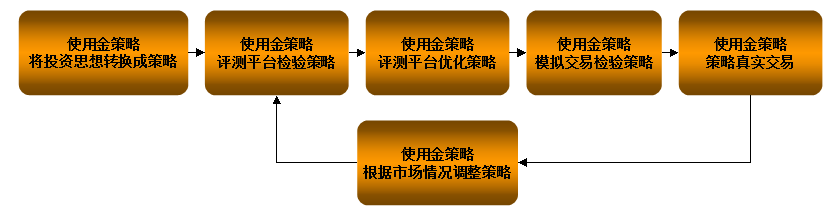 使用金策略
将投资思想转换成策略
使用金策略
评测平台检验策略
使用金策略
评测平台优化策略
使用金策略
模拟交易检验策略
使用金策略
策略真实交易
使用金策略
根据市场情况调整策略